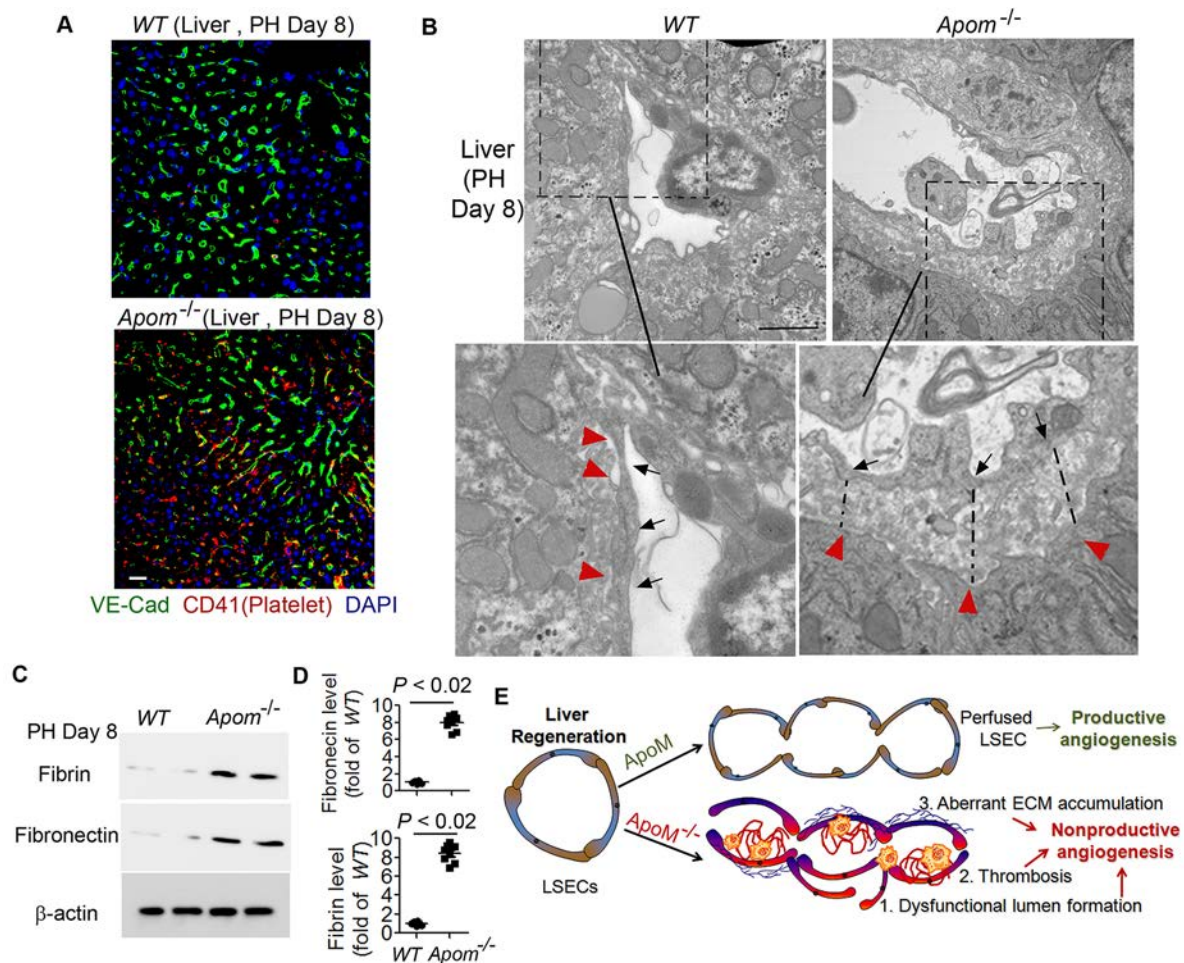 A
WT (Liver , PH Day 8)
Apom-/- (Liver , PH Day 8)
VE-Cad CD41(Platelet) DAPI
B
WT
Apom-/-
Liver
(PH
Day 8)
C
PH Day 8
WT Apom-/-
Fibrin
Fibronectin
β-actin
D
P < 0.02
Fibronecin level
(fold of WT)
10
8
6
4
2
0
P < 0.02
Fibrin level
(fold of WT)
10
8
6
4
2
0
WT Apom-/-
E
Liver
Regeneration
LSECs
ApoM
Perfused
LSEC
Productive
angiogenesis
ApoM-/-
3. Aberrant ECM accumulation
Nonproductive
angiogenesis
2. Thrombosis
1. Dysfunctional lumen formation